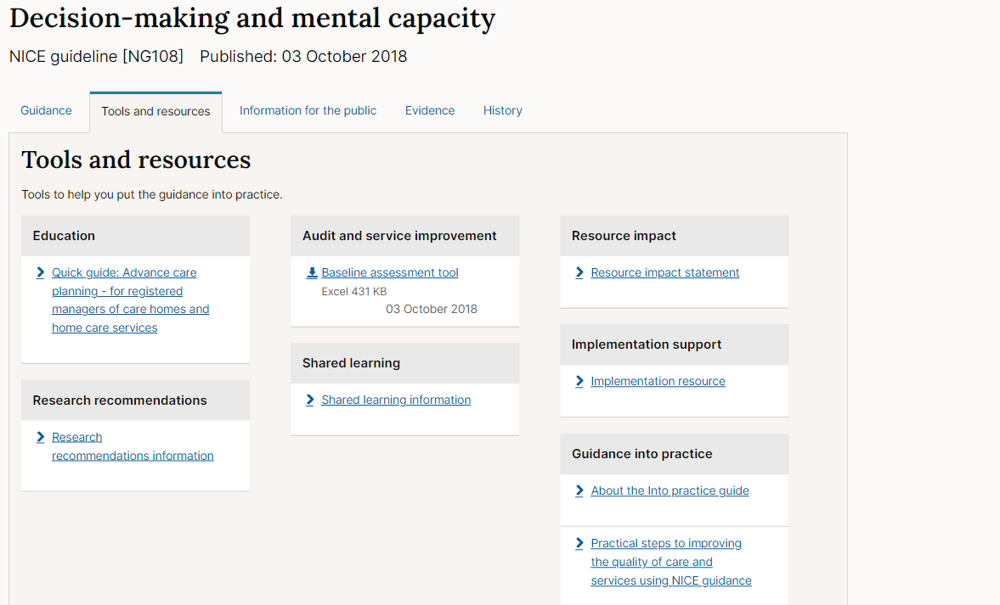 Decision-making and mental capacity
NICE guideline [NG108] Published: 03 October 2018
Guidance Tools and resources Information for the public Evidence History
Tools and resources
Tools to help you put the guidance into practice.
Education
Quick guide: Advance care
planning - for registered
managers of care homes and
home care services
Research recommendations
Research
recommendations information
Audit and service improvement
Baseline assessment tool
Excel 431 KB
03 October 2018
Shared learning
Shared learning information
Resource impact
Resource impact statement
Implementation support
Implementation resource
Guidance into practice
About the Into practice guide
Practical steps to improving
the quality of care and
services using NICE guidance